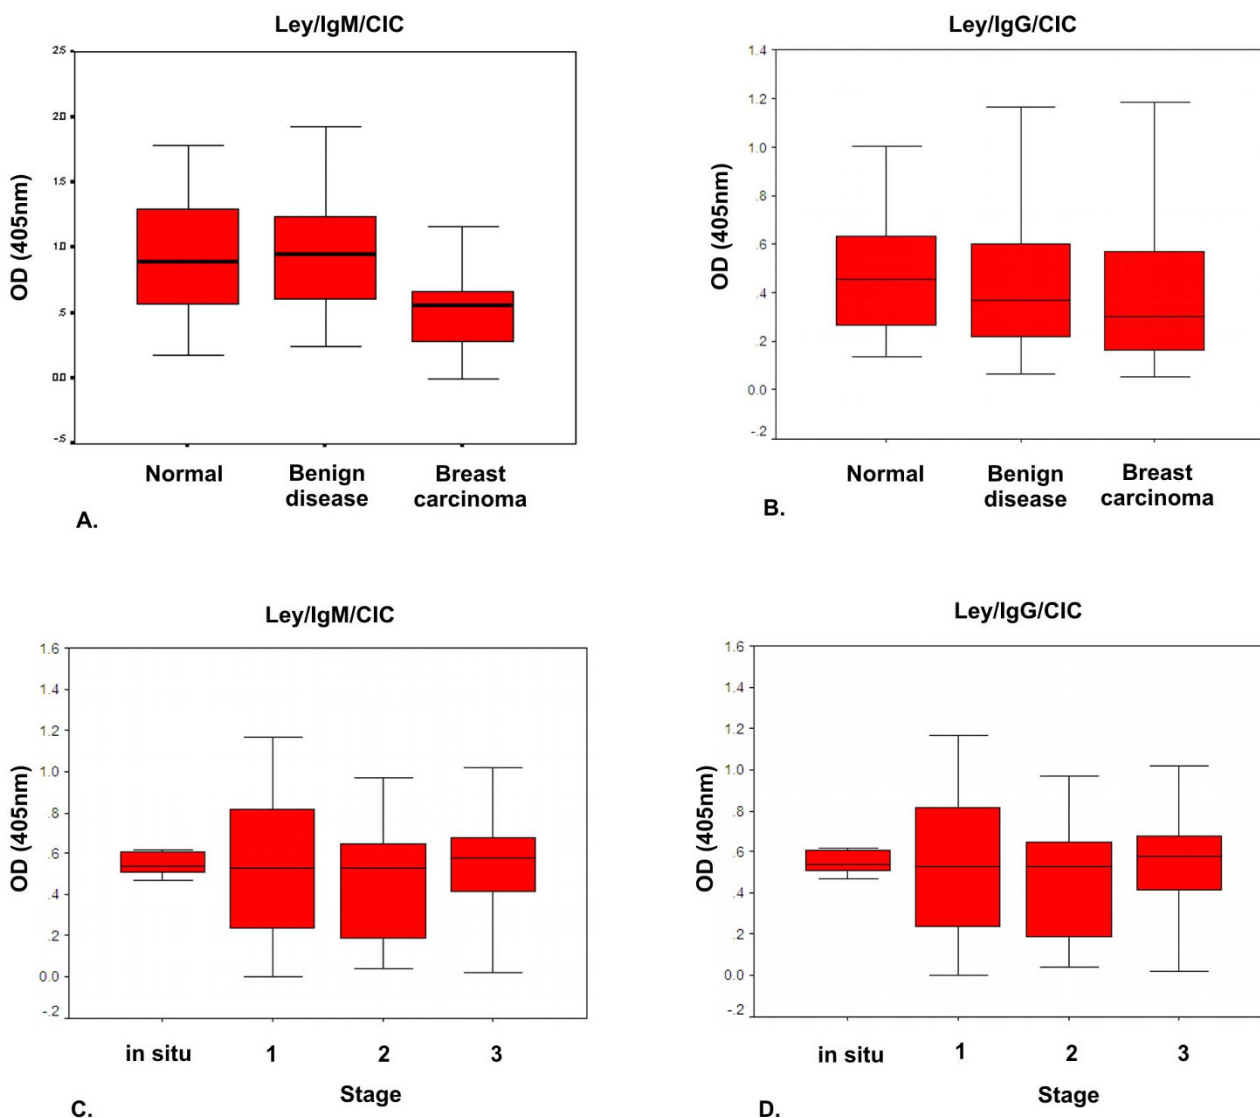 Ley/IgM/CIC
OD (405nm)
2.5
2.0
1.5
1.0
.5
0.0
-.5
Normal
Benign
disease
Breast
carcinoma
A.
Ley/IgG/CIC
OD (405nm)
1.4
1.2
1.0
.8
.6
.4
.2
0.0
-.2
Normal
Benign
disease
Breast
carcinoma
B.
Ley/IgM/CIC
OD (405nm)
1.6
1.4
1.2
1.0
.8
.6
.4
.2
0.0
-.2
in situ 1 2 3
Stage
C.
Ley/IgG/CIC
OD (405nm)
1.6
1.4
1.2
1.0
.8
.6
.4
.2
0.0
-.2
in situ 1 2 3
Stage
D.